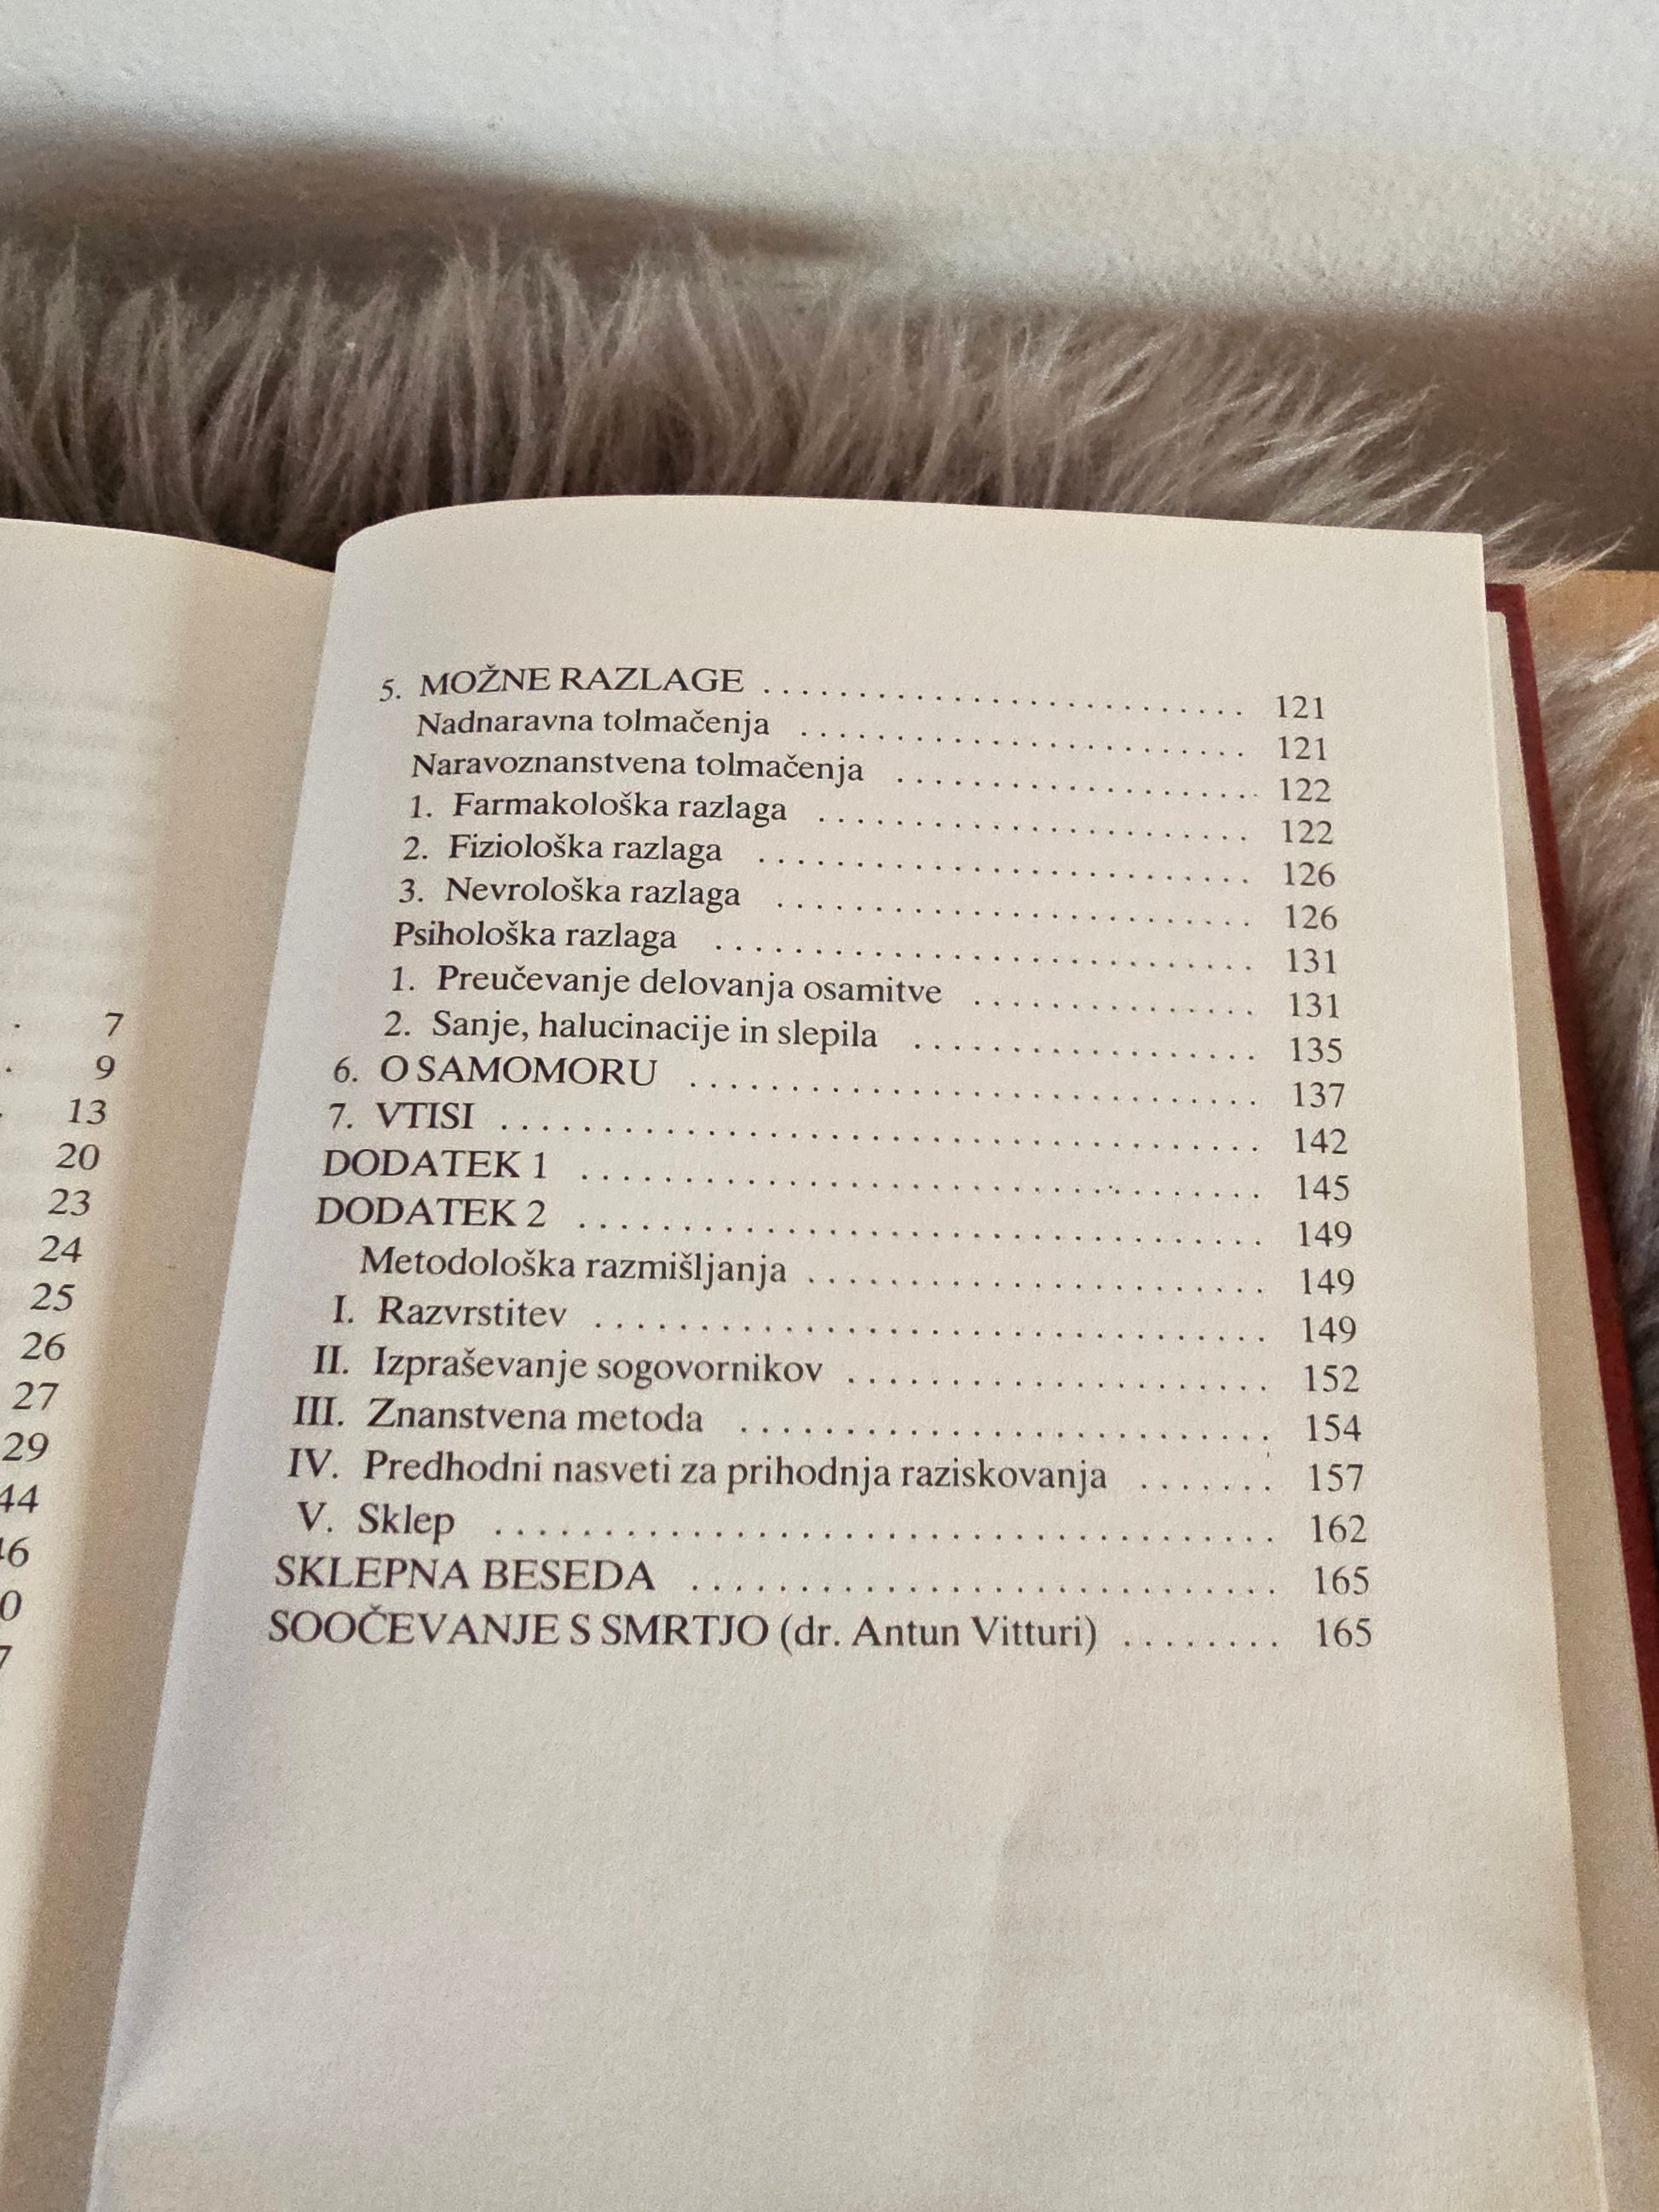 7
9
13
20
23
24
25
26
27
29
44
5. MOŽNE RAZLAGE . . . . . . . . . . . . . . . . . . . . . . . . . . 121
Nadnaravna tolmačenja . . . . . . . . . . . . . . . . . . . . . . . . 121
Naravoznanstvena tolmačenja . . . . . . . . . . . . . . . . . . . 122
1. Farmakološka razlaga . . . . . . . . . . . . . . . . . . . . . . . 122
2. Fiziološka razlaga . . . . . . . . . . . . . . . . . . . . . . . . . . 126
3. Nevrološka razlaga . . . . . . . . . . . . . . . . . . . . . . . . . 126
Psihološka razlaga . . . . . . . . . . . . . . . . . . . . . . . . . . . . 131
1. Preučevanje delovanja osamitve . . . . . . . . . . . . . . . 131
2. Sanje, halucinacije in slepila . . . . . . . . . . . . . . . . . . 135
6. O SAMOMORU . . . . . . . . . . . . . . . . . . . . . . . . . . . . . 137
7. VTISI . . . . . . . . . . . . . . . . . . . . . . . . . . . . . . . . . . . . . 142
DODATEK 1 . . . . . . . . . . . . . . . . . . . . . . . . . . . . . . . . . 145
DODATEK 2 . . . . . . . . . . . . . . . . . . . . . . . . . . . . . . . . . 149
Metodološka razmišljanja . . . . . . . . . . . . . . . . . . . . . . 149
I. Razvrstitev . . . . . . . . . . . . . . . . . . . . . . . . . . . . . . . . 149
II. Izpraševanje sogovornikov . . . . . . . . . . . . . . . . . . . . 152
III. Znanstvena metoda . . . . . . . . . . . . . . . . . . . . . . . . . 154
IV. Predhodni nasveti za prihodnja raziskovanja . . . . . . . 157
V. Sklep . . . . . . . . . . . . . . . . . . . . . . . . . . . . . . . . . . . . 162
SKLEPNA BESEDA . . . . . . . . . . . . . . . . . . . . . . . . . . . 165
SOOČEVANJE S SMRTJO (dr. Antun Vitturi) . . . . . . . . 165